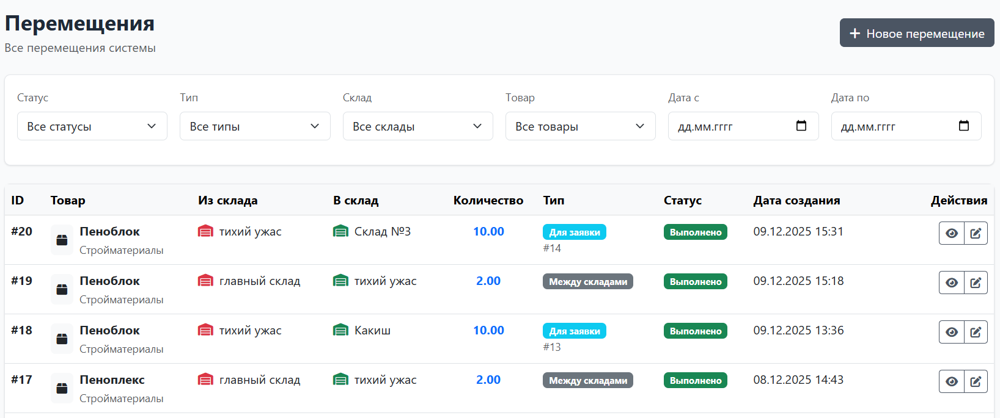 Перемещения
Все перемещения системы
Новое перемещение
Статус Тип Склад Товар Дата с Дата по
Все статусы Все типы Все склады Все товары дд.мм.гггг дд.мм.гггг
ID Товар Из склада В склад Количество Тип Статус Дата создания Действия
#20 Пеноблок тихий ужас Склад №3 10.00 Для заявки Выполнено 09.12.2025 15:31
Стройматериалы #14
#19 Пеноблок главный склад тихий ужас 2.00 Между складами Выполнено 09.12.2025 15:18
Стройматериалы
#18 Пеноблок тихий ужас Какиш 10.00 Для заявки Выполнено 09.12.2025 13:36
Стройматериалы #13
#17 Пеноплекс главный склад тихий ужас 2.00 Между складами Выполнено 08.12.2025 14:43
Стройматериалы